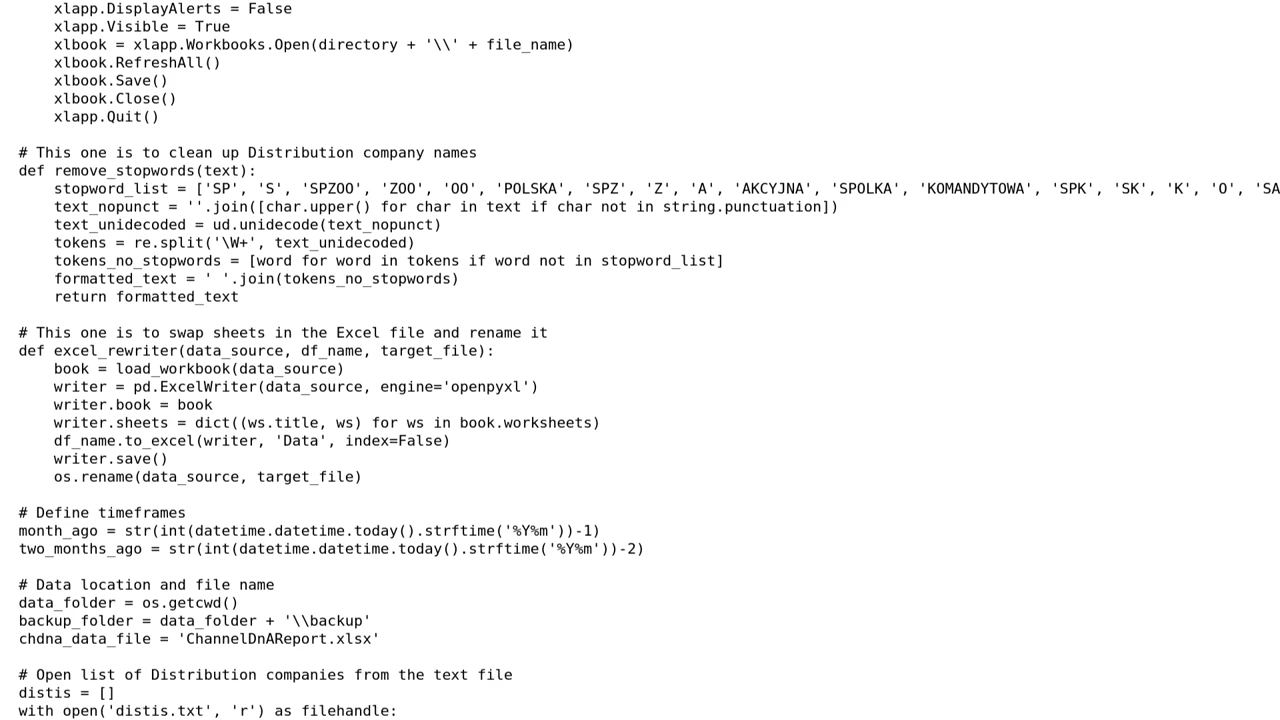 xlapp.DisplayAlerts = False
    xlapp.Visible = True
    xlbook = xlapp.Workbooks.Open(directory + '\\' + file_name)
    xlbook.RefreshAll()
    xlbook.Save()
    xlbook.Close()
    xlapp.Quit()

# This one is to clean up Distribution company names
def remove_stopwords(text):
    stopword_list = ['SP', 'S', 'SPZOO', 'ZOO', 'OO', 'POLSKA', 'SPZ', 'Z', 'A', 'AKCYJNA', 'SPOLKA', 'KOMANDYTOWA', 'SPK', 'SK', 'K', 'O', 'SA
    text_nopunct = ''.join([char.upper() for char in text if char not in string.punctuation])
    text_unidecoded = ud.unidecode(text_nopunct)
    tokens = re.split('\W+', text_unidecoded)
    tokens_no_stopwords = [word for word in tokens if word not in stopword_list]
    formatted_text = ' '.join(tokens_no_stopwords)
    return formatted_text

# This one is to swap sheets in the Excel file and rename it
def excel_rewriter(data_source, df_name, target_file):
    book = load_workbook(data_source)
    writer = pd.ExcelWriter(data_source, engine='openpyxl')
    writer.book = book
    writer.sheets = dict((ws.title, ws) for ws in book.worksheets)
    df_name.to_excel(writer, 'Data', index=False)
    writer.save()
    os.rename(data_source, target_file)

# Define timeframes
month_ago = str(int(datetime.datetime.today().strftime('%Y%m'))-1)
two_months_ago = str(int(datetime.datetime.today().strftime('%Y%m'))-2)

# Data location and file name
data_folder = os.getcwd()
backup_folder = data_folder + '\\backup'
chdna_data_file = 'ChannelDnAReport.xlsx'

# Open list of Distribution companies from the text file
distis = []
with open('distis.txt', 'r') as filehandle: